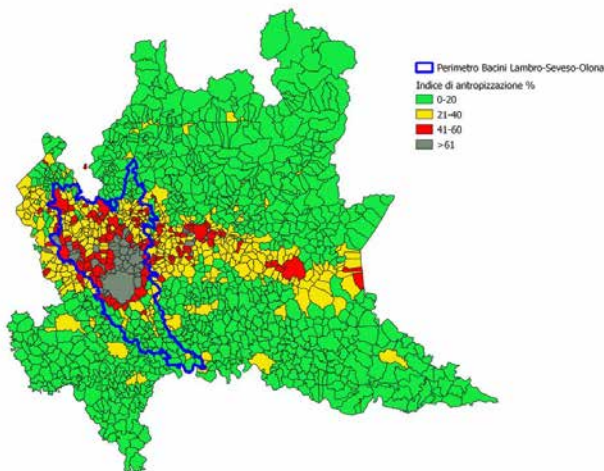 Perimetro Bacini Lambro-Seveso-Olona
Indice di antropizzazione %
0-20
21-40
41-60
>61